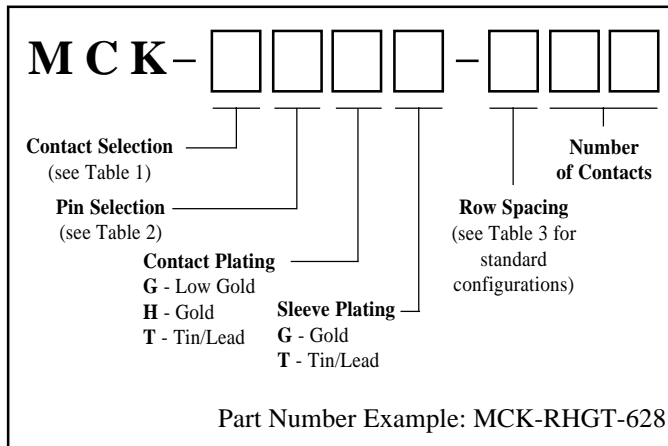 MCK–
–
Contact Selection
(see Table 1)
Number
of Contacts
Pin Selection
(see Table 2)
Row Spacing
(see Table 3 for
standard
configurations)
Contact Plating
G - Low Gold
H - Gold
T - Tin/Lead
Sleeve Plating
G - Gold
T - Tin/Lead
Part Number Example: MCK-RHGT-628